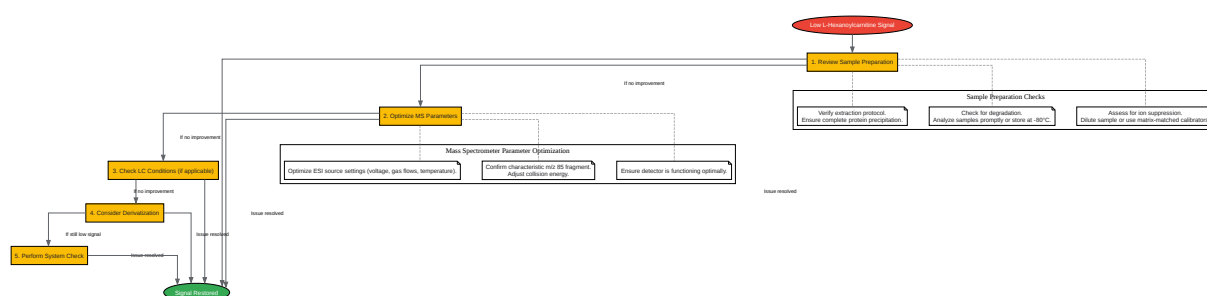 Low L-Hexanoylcarnitine Signal
1. Review Sample Preparation
If no improvement
Sample Preparation Checks
Verify extraction protocol.
Ensure complete protein precipitation.
Check for degradation.
Analyze samples promptly or store at -80°C.
Assess for ion suppression.
Dilute sample or use matrix-matched calibrators
2. Optimize MS Parameters
If no improvement
Mass Spectrometer Parameter Optimization
Optimize ESI source settings (voltage, gas flows, temperature).
Confirm characteristic m/z 85 fragment.
Adjust collision energy.
Ensure detector is functioning optimally.
3. Check LC Conditions (if applicable)
If no improvement
Issue resolved
4. Consider Derivatization
Issue resolved
If still low signal
Issue resolved
5. Perform System Check
Issue resolved
Signal Restored